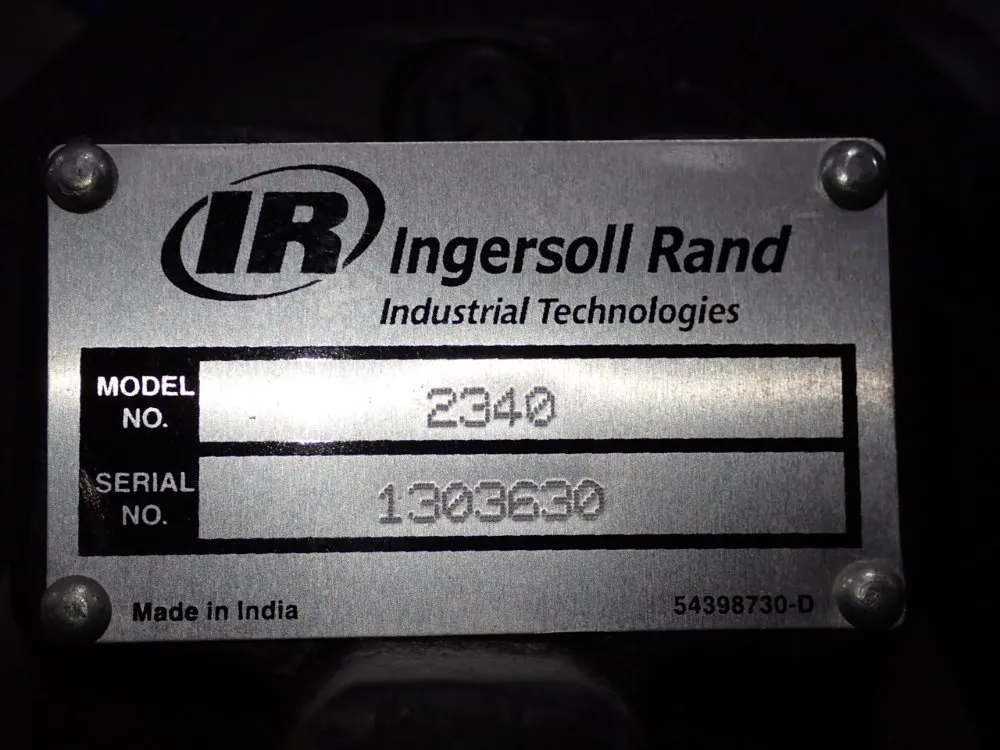 IR Ingersoll Rand
Industrial Technologies
MODEL NO. 2340
SERIAL NO. 1303630
Made in India 54398730-D